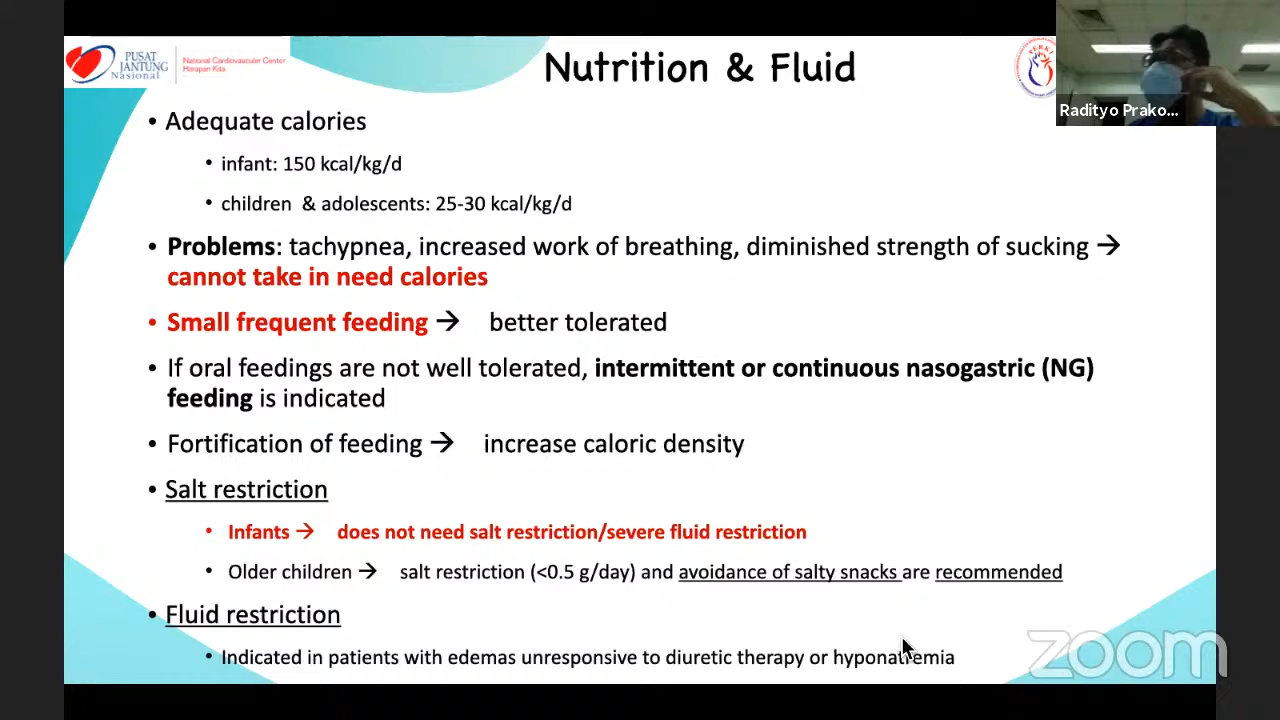 PUSAT
JANTUNG
Nasional
National Cardiovascular Center
Harapan Kita
Nutrition & Fluid
PERKI
Radityo Prako...
• Adequate calories
• infant: 150 kcal/kg/d
• children & adolescents: 25-30 kcal/kg/d
• Problems: tachypnea, increased work of breathing, diminished strength of sucking →
cannot take in need calories
• Small frequent feeding → better tolerated
• If oral feedings are not well tolerated, intermittent or continuous nasogastric (NG)
feeding is indicated
• Fortification of feeding → increase caloric density
• Salt restriction
• Infants → does not need salt restriction/severe fluid restriction
• Older children → salt restriction (<0.5 g/day) and avoidance of salty snacks are recommended
• Fluid restriction
• Indicated in patients with edemas unresponsive to diuretic therapy or hyponatremia
zoom